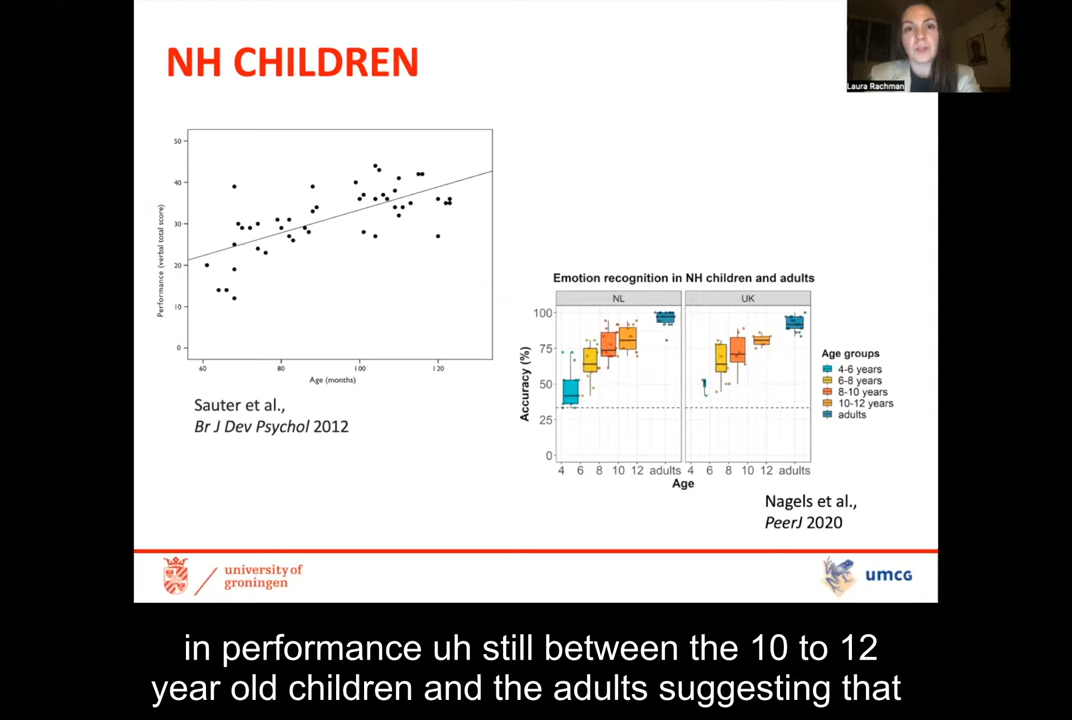 NH CHILDREN
Laura Rachman
Performance (verbal total score)
50
40
30
20
10
0
60
80
100
120
Age (months)
Sauter et al.,
Br J Dev Psychol 2012
Emotion recognition in NH children and adults
NL
UK
Accuracy (%)
100
75
50
25
0
4 6 8 10 12 adults 4 6 8 10 12 adults
Age
Age groups
4-6 years
6-8 years
8-10 years
10-12 years
adults
Nagels et al.,
PeerJ 2020
university of
groningen
umcg
in performance uh still between the 10 to 12
year old children and the adults suggesting that